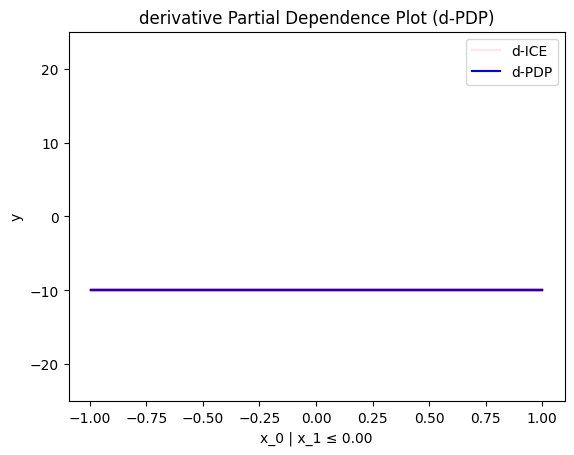 derivative Partial Dependence Plot (d-PDP)
d-ICE
d-PDP
20
10
0
−10
−20
y
−1.00 −0.75 −0.50 −0.25 0.00 0.25 0.50 0.75 1.00
x_0 | x_1 ≤ 0.00